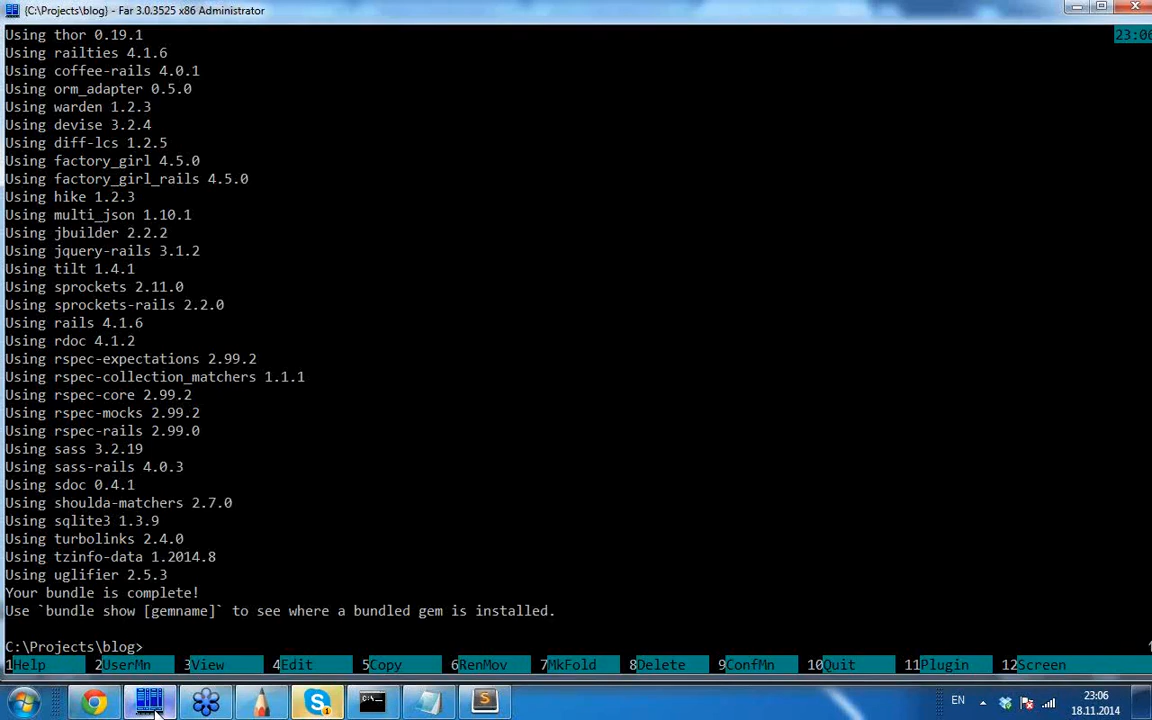 {C:\Projects\blog} - Far 3.0.3525 x86 Administrator
Using thor 0.19.1
23:06
Using railties 4.1.6
Using coffee-rails 4.0.1
Using orm_adapter 0.5.0
Using warden 1.2.3
Using devise 3.2.4
Using diff-lcs 1.2.5
Using factory_girl 4.5.0
Using factory_girl_rails 4.5.0
Using hike 1.2.3
Using multi_json 1.10.1
Using jbuilder 2.2.2
Using jquery-rails 3.1.2
Using tilt 1.4.1
Using sprockets 2.11.0
Using sprockets-rails 2.2.0
Using rails 4.1.6
Using rdoc 4.1.2
Using rspec-expectations 2.99.2
Using rspec-collection_matchers 1.1.1
Using rspec-core 2.99.2
Using rspec-mocks 2.99.2
Using rspec-rails 2.99.0
Using sass 3.2.19
Using sass-rails 4.0.3
Using sdoc 0.4.1
Using shoulda-matchers 2.7.0
Using sqlite3 1.3.9
Using turbolinks 2.4.0
Using tzinfo-data 1.2014.8
Using uglifier 2.5.3
Your bundle is complete!
Use `bundle show [gemname]` to see where a bundled gem is installed.
C:\Projects\blog>
1Help 2UserMn 3View 4Edit 5Copy 6RenMov 7MkFold 8Delete 9ConfMn 10Quit 11Plugin 12Screen
EN
23:06
18.11.2014